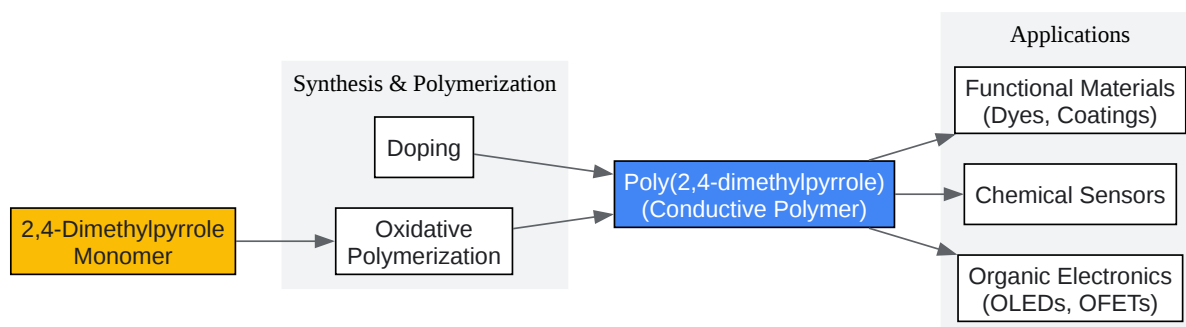 Applications
Synthesis & Polymerization
Functional Materials
(Dyes, Coatings)
Doping
Poly(2,4-dimethylpyrrole)
(Conductive Polymer)
Chemical Sensors
2,4-Dimethylpyrrole
Monomer
Oxidative
Polymerization
Organic Electronics
(OLEDs, OFETs)